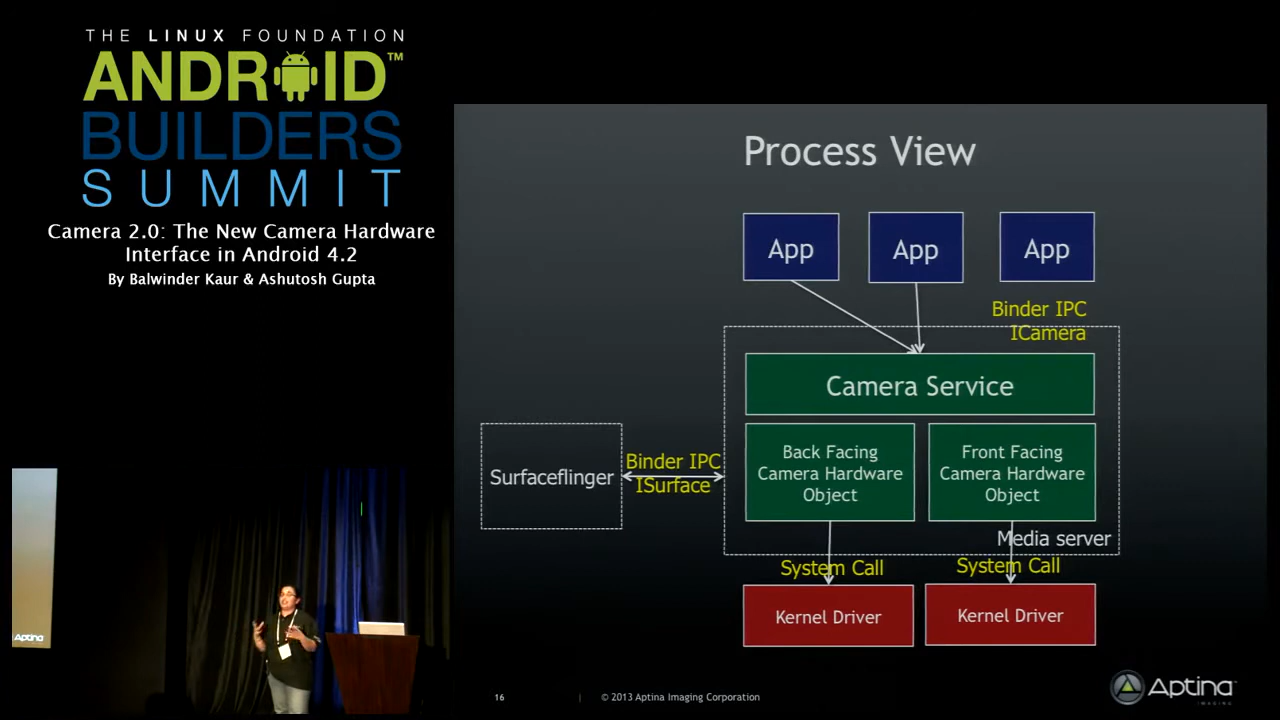 THE LINUX FOUNDATION
ANDROID™
BUILDERS
SUMMIT
Camera 2.0: The New Camera Hardware
Interface in Android 4.2
By Balwinder Kaur & Ashutosh Gupta
Process View
App
App
App
Binder IPC
ICamera
Camera Service
Surfaceflinger
Binder IPC
ISurface
Back Facing
Camera Hardware
Object
Front Facing
Camera Hardware
Object
Media server
System Call
System Call
Kernel Driver
Kernel Driver
16
| © 2013 Aptina Imaging Corporation
Aptina
IMAGING
Aptina